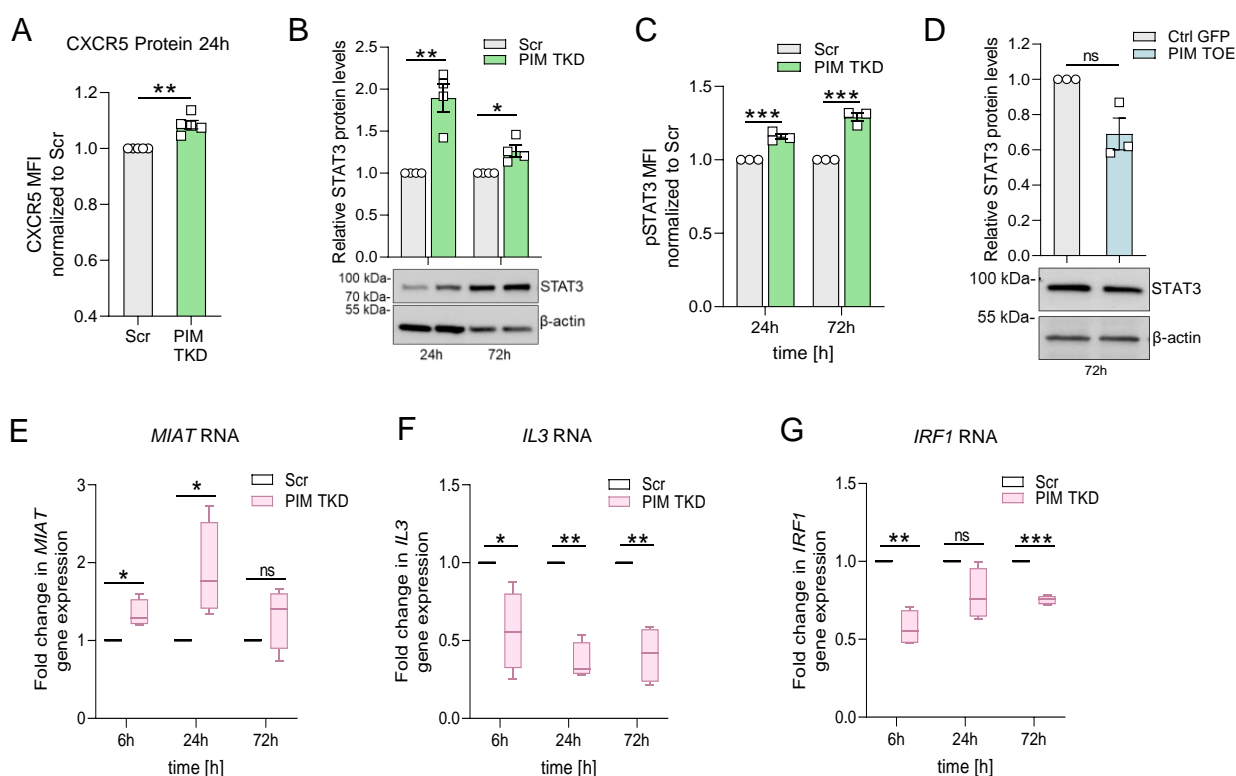 A
CXCR5 Protein 24h
CXCR5 MFI
normalized to Scr
1.2
1.0
0.8
0.6
0.4
**
Scr
PIM
TKD
B
Scr
PIM TKD
Relative STAT3 protein levels
2.5
2.0
1.5
1.0
0.5
0.0
**
*
100 kDa-
70 kDa-
55 kDa-
STAT3
β-actin
24h
72h
C
Scr
PIM TKD
pSTAT3 MFI
normalized to Scr
1.5
1.0
0.5
0.0
***
***
24h
72h
time [h]
D
Ctrl GFP
PIM TOE
Relative STAT3 protein levels
1.2
1.0
0.8
0.6
0.4
0.2
0.0
ns
100 kDa-
55 kDa-
STAT3
β-actin
72h
E
MIAT RNA
Scr
PIM TKD
Fold change in MIAT
gene expression
3
2
1
0
*
*
ns
6h
24h
72h
time [h]
F
IL3 RNA
Scr
PIM TKD
Fold change in IL3
gene expression
1.5
1.0
0.5
0.0
*
**
**
6h
24h
72h
time [h]
G
IRF1 RNA
Scr
PIM TKD
Fold change in IRF1
gene expression
1.5
1.0
0.5
0.0
**
ns
***
6h
24h
72h
time [h]